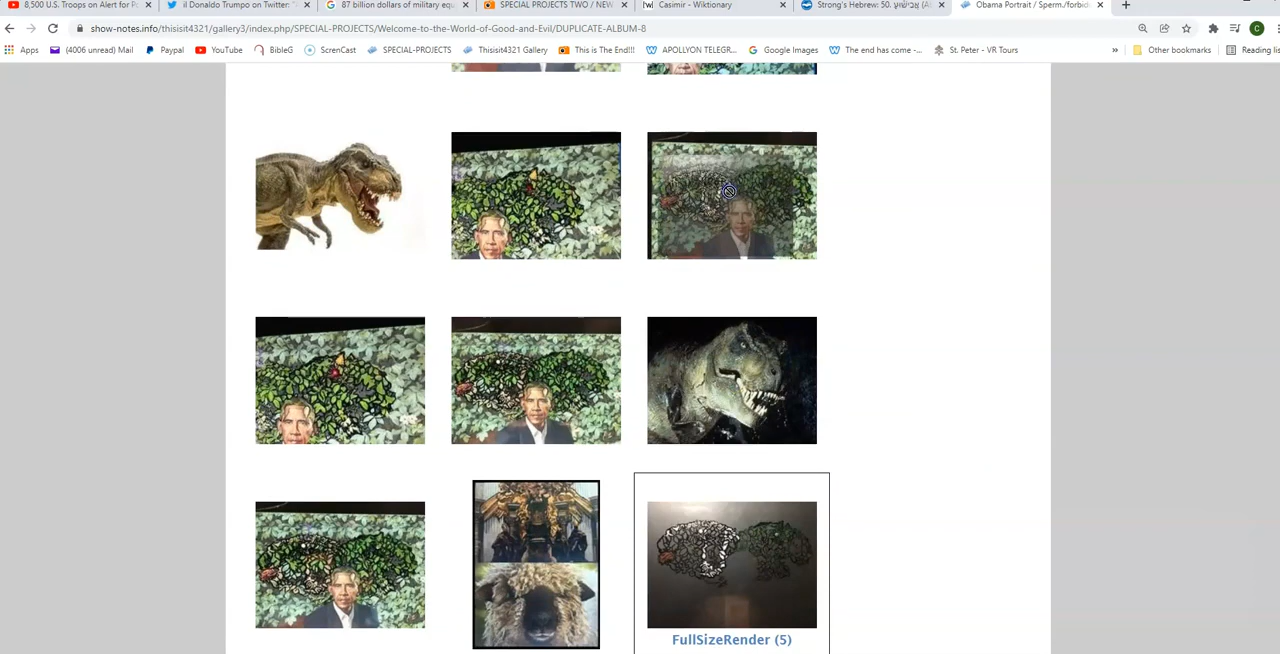 8,500 U.S. Troops on Alert for Po
il Donaldo Trumpo on Twitter: "
87 billion dollars of military equ
SPECIAL PROJECTS TWO / NEW
Casimir - Wiktionary
Strong's Hebrew: 50.
Obama Portrait / Sperm./forbid
show-notes.info/thisisit4321/gallery3/index.php/SPECIAL-PROJECTS/Welcome-to-the-World-of-Good-and-Evil/DUPLICATE-ALBUM-8
C
Apps
(4006 unread) Mail
Paypal
YouTube
BibleG
ScrenCast
SPECIAL-PROJECTS
Thisisit4321 Gallery
This is The End!!!
APOLLYON TELEGR...
Google Images
The end has come -...
St. Peter - VR Tours
»
Other bookmarks
Reading lis
FullSizeRender (5)